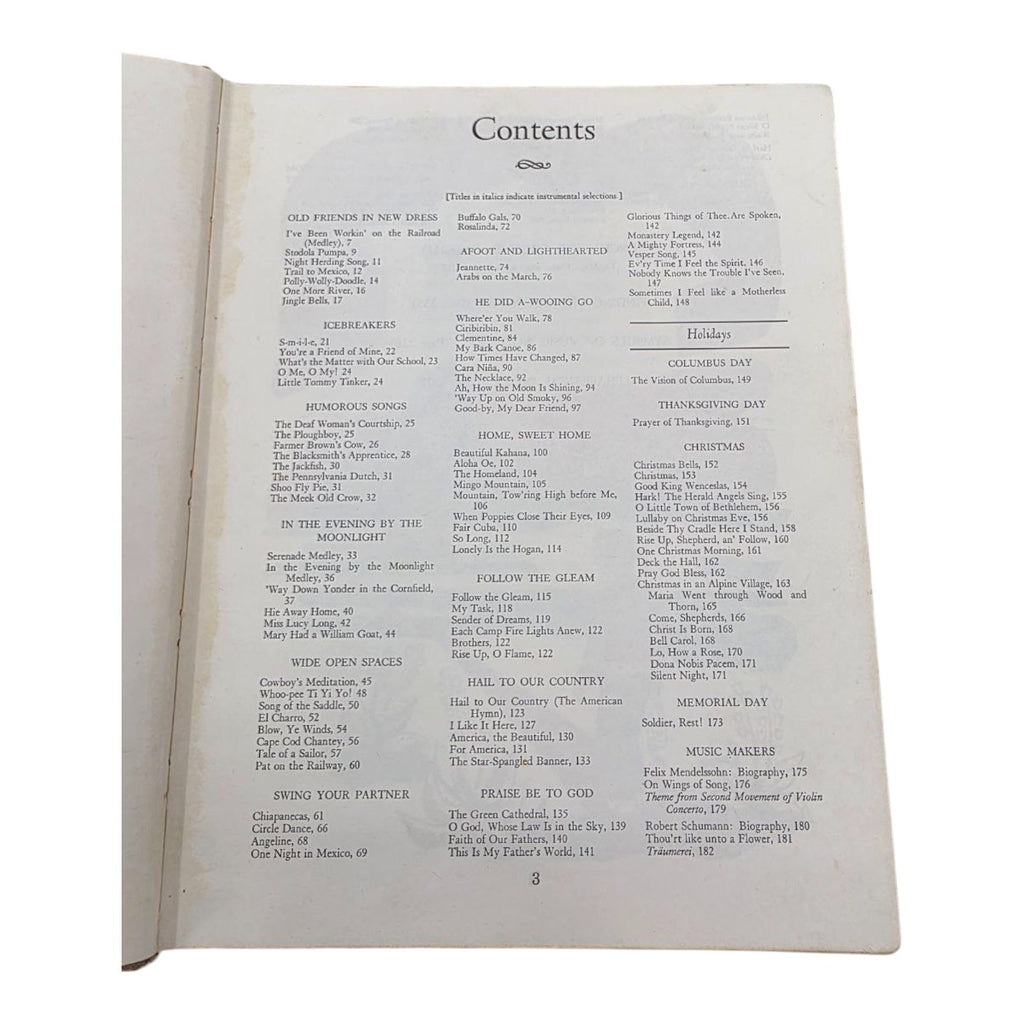 Contents
[Titles in italics indicate instrumental selections.]
OLD FRIENDS IN NEW DRESS
I've Been Workin' on the Railroad
(Medley), 7
Stodola Pumpa, 9
Night Herding Song, 11
Trail to Mexico, 12
Polly-Wolly-Doodle, 14
One More River, 16
Jingle Bells, 17
ICEBREAKERS
S-m-i-l-e, 21
You're a Friend of Mine, 22
What's the Matter with Our School, 23
O Me, O My! 24
Little Tommy Tinker, 24
HUMOROUS SONGS
The Deaf Woman's Courtship, 25
The Ploughboy, 25
Farmer Brown's Cow, 26
The Blacksmith's Apprentice, 28
The Jackfish, 30
The Pennsylvania Dutch, 31
Shoo Fly Pie, 31
The Meek Old Crow, 32
IN THE EVENING BY THE
MOONLIGHT
Serenade Medley, 33
In the Evening by the Moonlight
Medley, 36
'Way Down Yonder in the Cornfield,
37
Hie Away Home, 40
Miss Lucy Long, 42
Mary Had a William Goat, 44
WIDE OPEN SPACES
Cowboy's Meditation, 45
Whoo-pee Ti Yi Yo! 48
Song of the Saddle, 50
El Charro, 52
Blow, Ye Winds, 54
Cape Cod Chantey, 56
Tale of a Sailor, 57
Pat on the Railway, 60
SWING YOUR PARTNER
Chiapanecas, 61
Circle Dance, 66
Angeline, 68
One Night in Mexico, 69
Buffalo Gals, 70
Rosalinda, 72
AFOOT AND LIGHTHEARTED
Jeannette, 74
Arabs on the March, 76
HE DID A-WOOING GO
Where'er You Walk, 78
Ciribiribin, 81
Clementine, 84
My Bark Canoe, 86
How Times Have Changed, 87
Cara Niña, 90
The Necklace, 92
Ah, How the Moon Is Shining, 94
'Way Up on Old Smoky, 96
Good-by, My Dear Friend, 97
HOME, SWEET HOME
Beautiful Kahana, 100
Aloha Oe, 102
The Homeland, 104
Mingo Mountain, 105
Mountain, Tow'ring High before Me,
106
When Poppies Close Their Eyes, 109
Fair Cuba, 110
So Long, 112
Lonely Is the Hogan, 114
FOLLOW THE GLEAM
Follow the Gleam, 115
My Task, 118
Sender of Dreams, 119
Each Camp Fire Lights Anew, 122
Brothers, 122
Rise Up, O Flame, 122
HAIL TO OUR COUNTRY
Hail to Our Country (The American
Hymn), 123
I Like It Here, 127
America, the Beautiful, 130
For America, 131
The Star-Spangled Banner, 133
PRAISE BE TO GOD
The Green Cathedral, 135
O God, Whose Law Is in the Sky, 139
Faith of Our Fathers, 140
This Is My Father's World, 141
Glorious Things of Thee Are Spoken,
142
Monastery Legend, 142
A Mighty Fortress, 144
Vesper Song, 145
Ev'ry Time I Feel the Spirit, 146
Nobody Knows the Trouble I've Seen,
147
Sometimes I Feel like a Motherless
Child, 148
Holidays
COLUMBUS DAY
The Vision of Columbus, 149
THANKSGIVING DAY
Prayer of Thanksgiving, 151
CHRISTMAS
Christmas Bells, 152
Christmas, 153
Good King Wenceslas, 154
Hark! The Herald Angels Sing, 155
O Little Town of Bethlehem, 156
Lullaby on Christmas Eve, 156
Beside Thy Cradle Here I Stand, 158
Rise Up, Shepherd, an' Follow, 160
One Christmas Morning, 161
Deck the Hall, 162
Pray God Bless, 162
Christmas in an Alpine Village, 163
Maria Went through Wood and
Thorn, 165
Come, Shepherds, 166
Christ Is Born, 168
Bell Carol, 168
Lo, How a Rose, 170
Dona Nobis Pacem, 171
Silent Night, 171
MEMORIAL DAY
Soldier, Rest! 173
MUSIC MAKERS
Felix Mendelssohn: Biography, 175
On Wings of Song, 176
Theme from Second Movement of Violin
Concerto, 179
Robert Schumann: Biography, 180
Thou'rt like unto a Flower, 181
Träumerei, 182
3